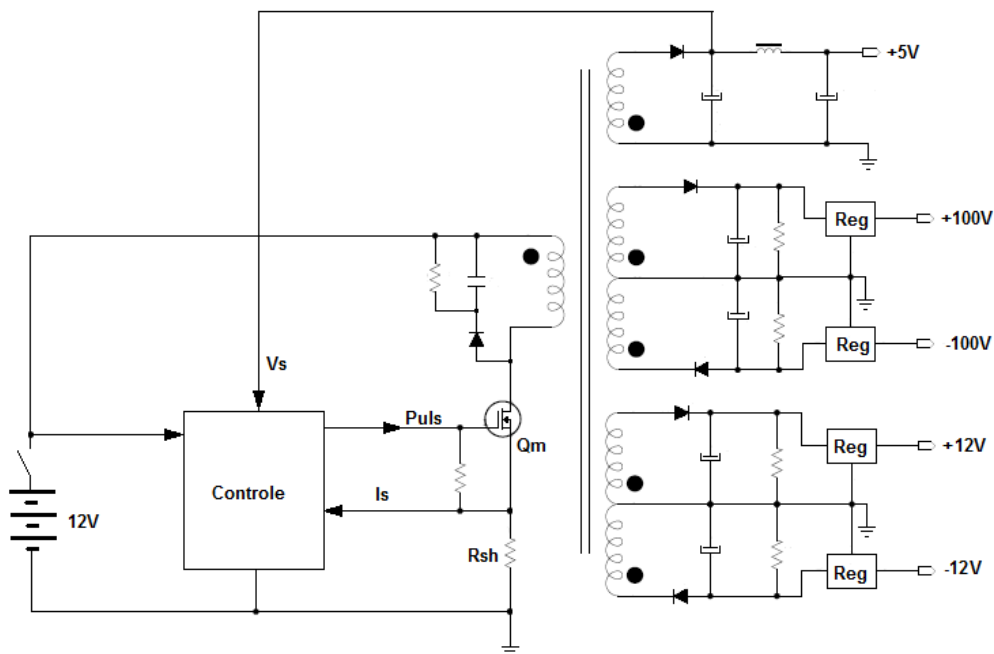 +5V
+100V
Reg
-100V
Reg
Vs
Puls
Qm
+12V
Reg
Controle
Is
12V
Rsh
-12V
Reg